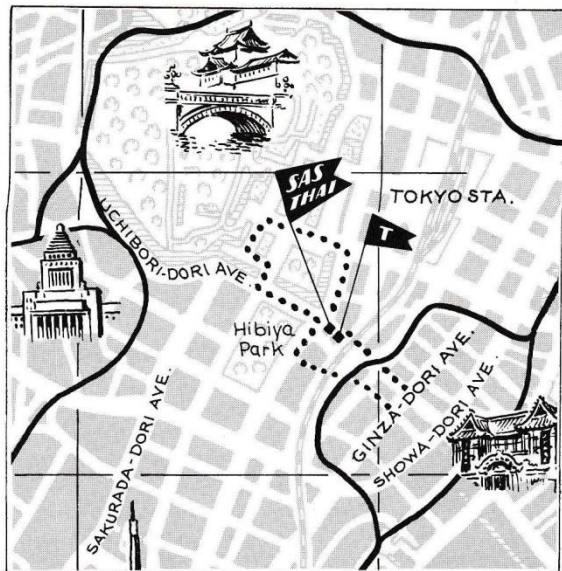 SAS
THAI
TOKYO STA.
T
UCHIBORI-DORI AVE.
Hibiya
Park
GINZA-DORI AVE.
SHOWA-DORI AVE.
SAKURADA-DORI AVE.